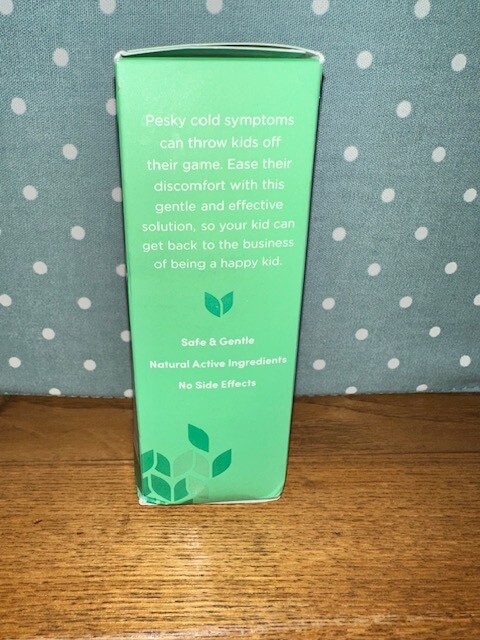 Pesky cold symptoms
can throw kids off
their game. Ease their
discomfort with this
gentle and effective
solution, so your kid can
get back to the business
of being a happy kid.
Safe & Gentle
Natural Active Ingredients
No Side Effects